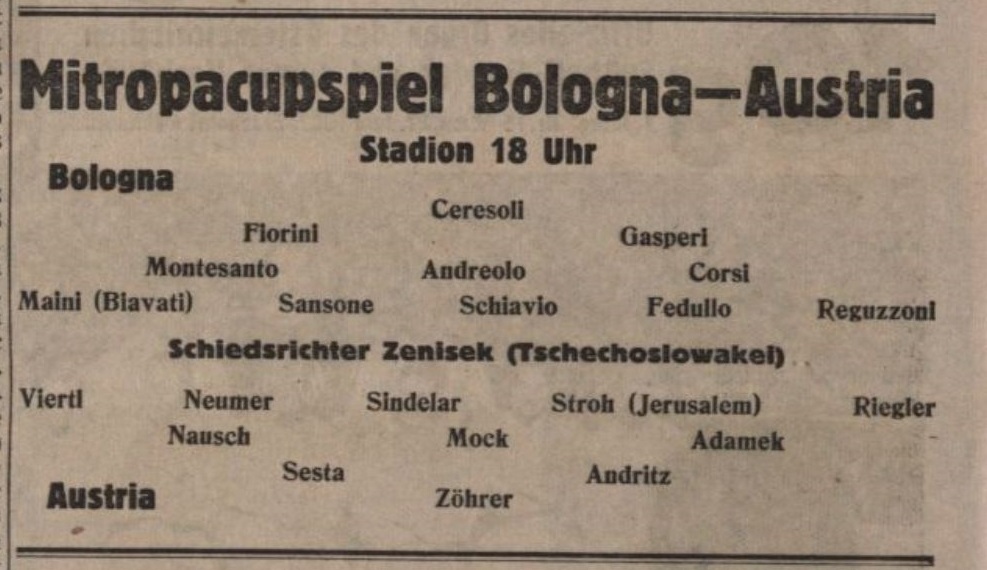 Mitropacupspiel Bologna—Austria
Stadion 18 Uhr
Bologna
Ceresoli
Fiorini Gasperi
Montesanto Andreolo Corsi
Maini (Biavati) Sansone Schiavio Fedullo Reguzzoni
Schiedsrichter Zenisek (Tschechoslowakei)
Viertl Neumer Sindelar Stroh (Jerusalem) Riegler
Nausch Mock Adamek
Sesta Andritz
Austria Zöhrer